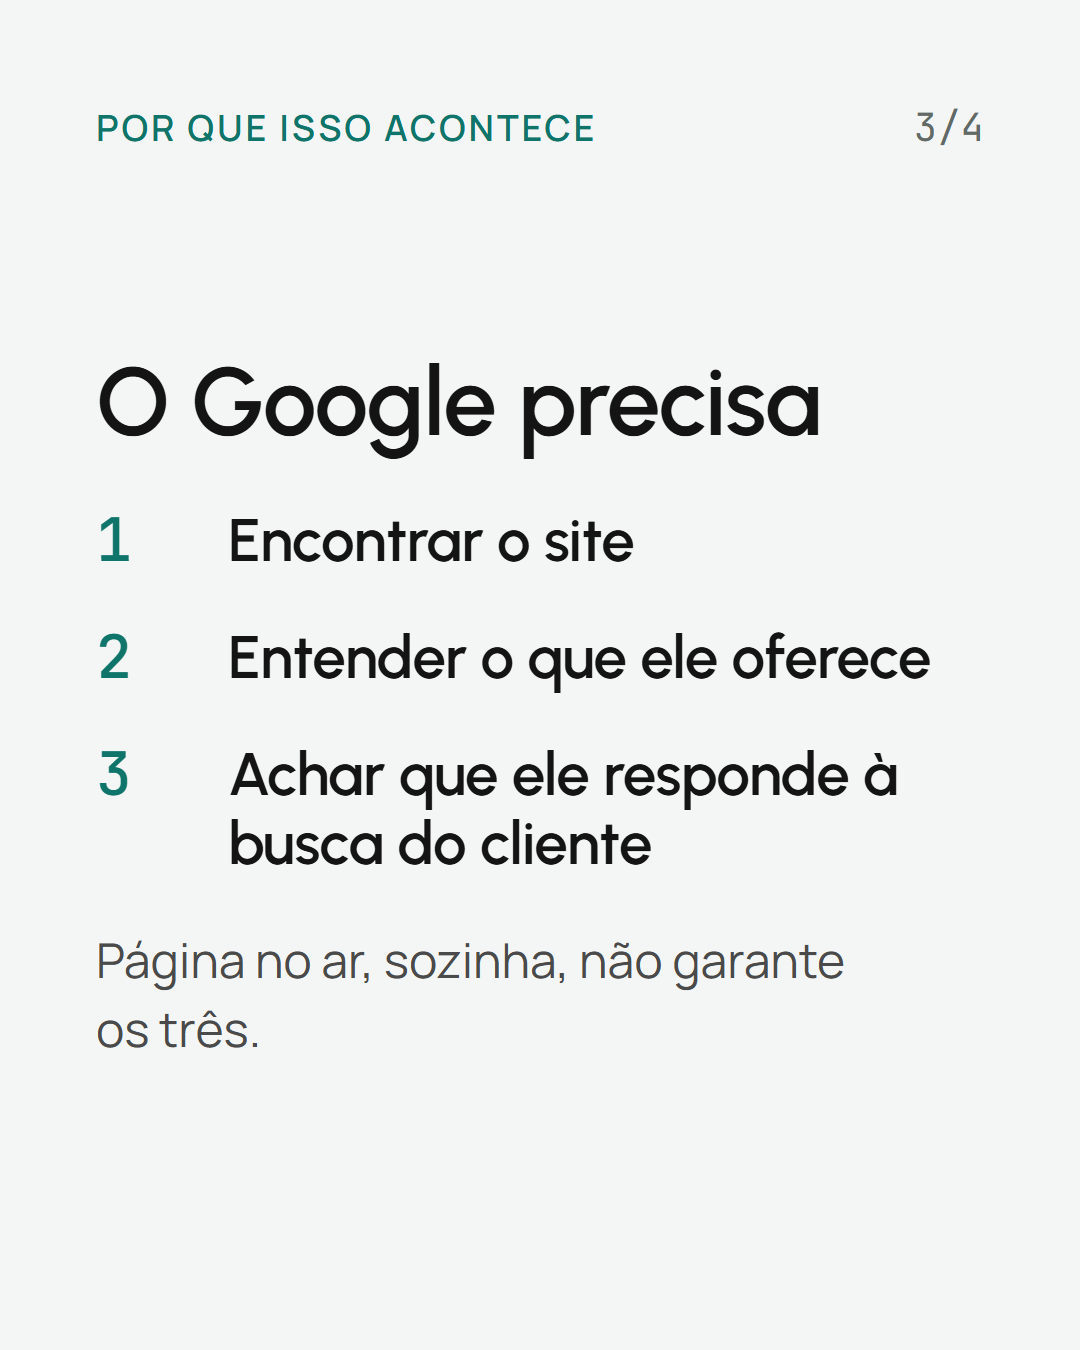 POR QUE ISSO ACONTECE
3/4
O Google precisa
1 Encontrar o site
2 Entender o que ele oferece
3 Achar que ele responde à
busca do cliente
Página no ar, sozinha, não garante
os três.